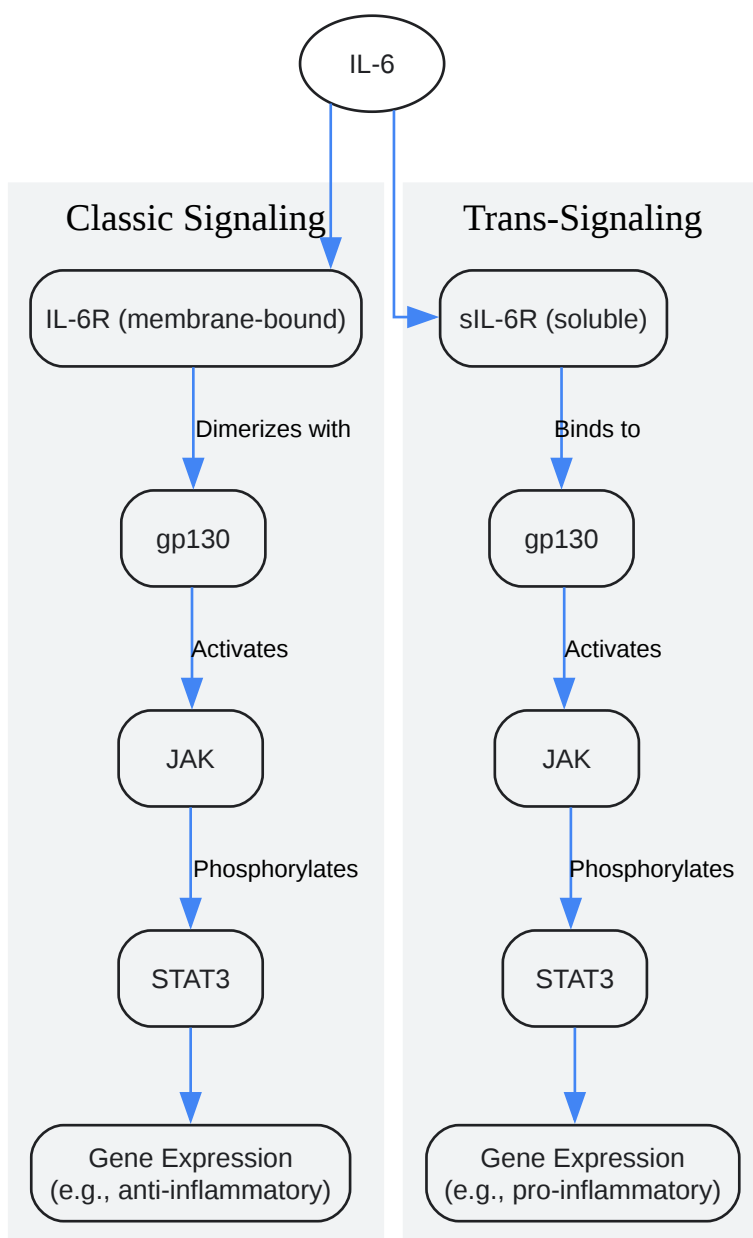 IL-6
Classic Signaling
IL-6R (membrane-bound)
Dimerizes with
gp130
Activates
JAK
Phosphorylates
STAT3
Gene Expression
(e.g., anti-inflammatory)
Trans-Signaling
sIL-6R (soluble)
Binds to
gp130
Activates
JAK
Phosphorylates
STAT3
Gene Expression
(e.g., pro-inflammatory)